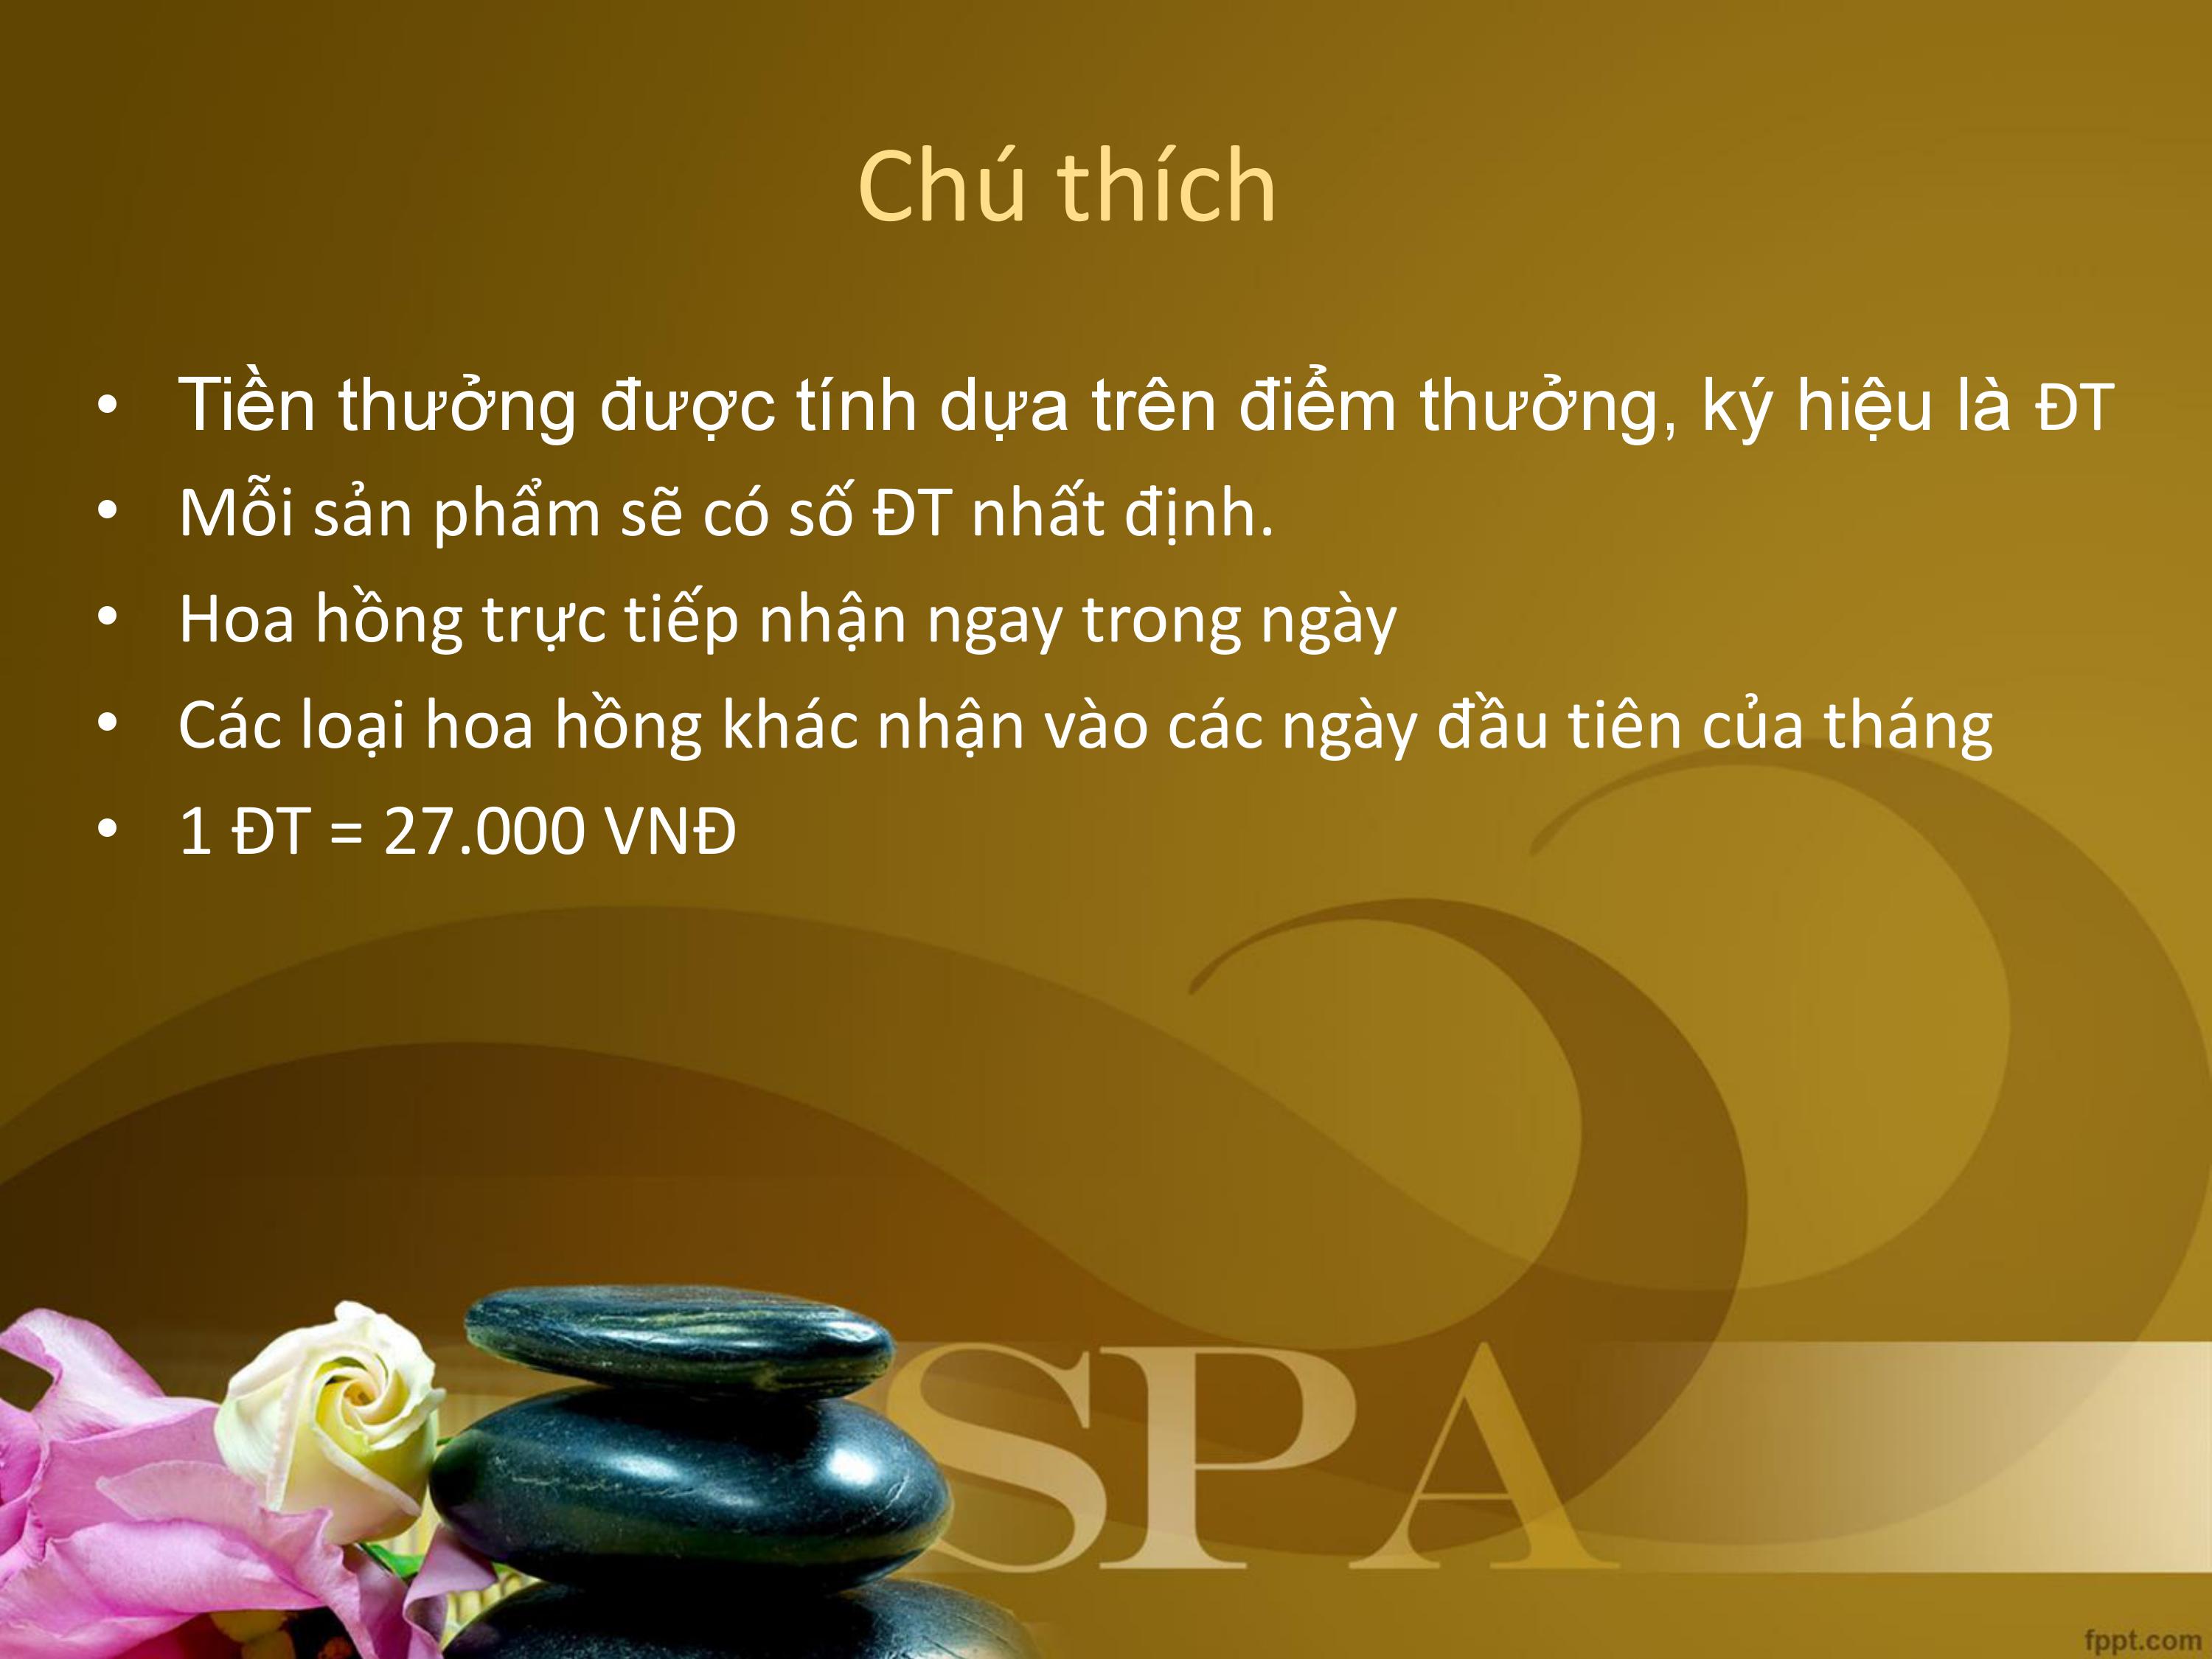 Chú thích
• Tiền thưởng được tính dựa trên điểm thưởng, ký hiệu là ĐT
• Mỗi sản phẩm sẽ có số ĐT nhất định.
• Hoa hồng trực tiếp nhận ngay trong ngày
• Các loại hoa hồng khác nhận vào các ngày đầu tiên của tháng
• 1 ĐT = 27.000 VNĐ
SPA
fppt.com